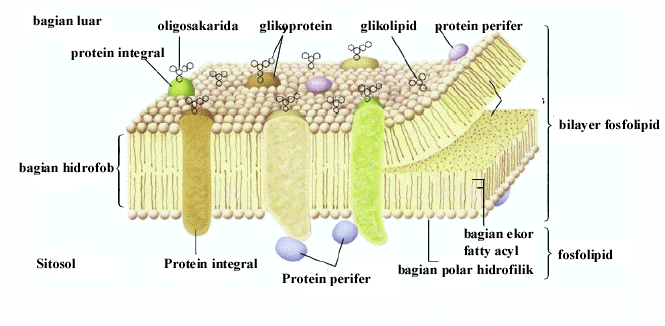 bagian luar
oligosakarida
glikoprotein
glikolipid
protein perifer
protein integral
bilayer fosfolipid
bagian hidrofob
bagian ekor
fatty acyl
Sitosol
Protein integral
Protein perifer
bagian polar hidrofilik
fosfolipid